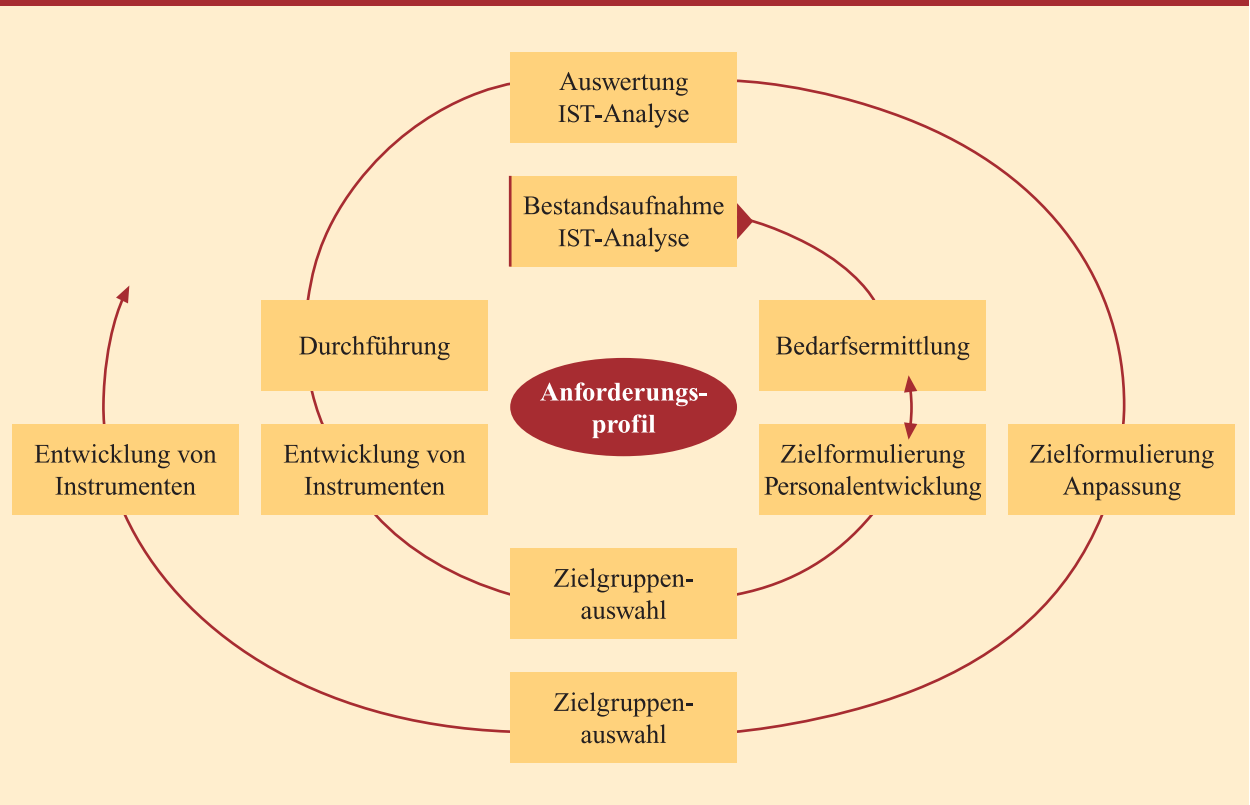 Auswertung
IST-Analyse
Bestandsaufnahme
IST-Analyse
Durchführung
Bedarfsermittlung
Anforderungs-
profil
Entwicklung von
Instrumenten
Entwicklung von
Instrumenten
Zielformulierung
Personalentwicklung
Zielformulierung
Anpassung
Zielgruppen-
auswahl
Zielgruppen-
auswahl